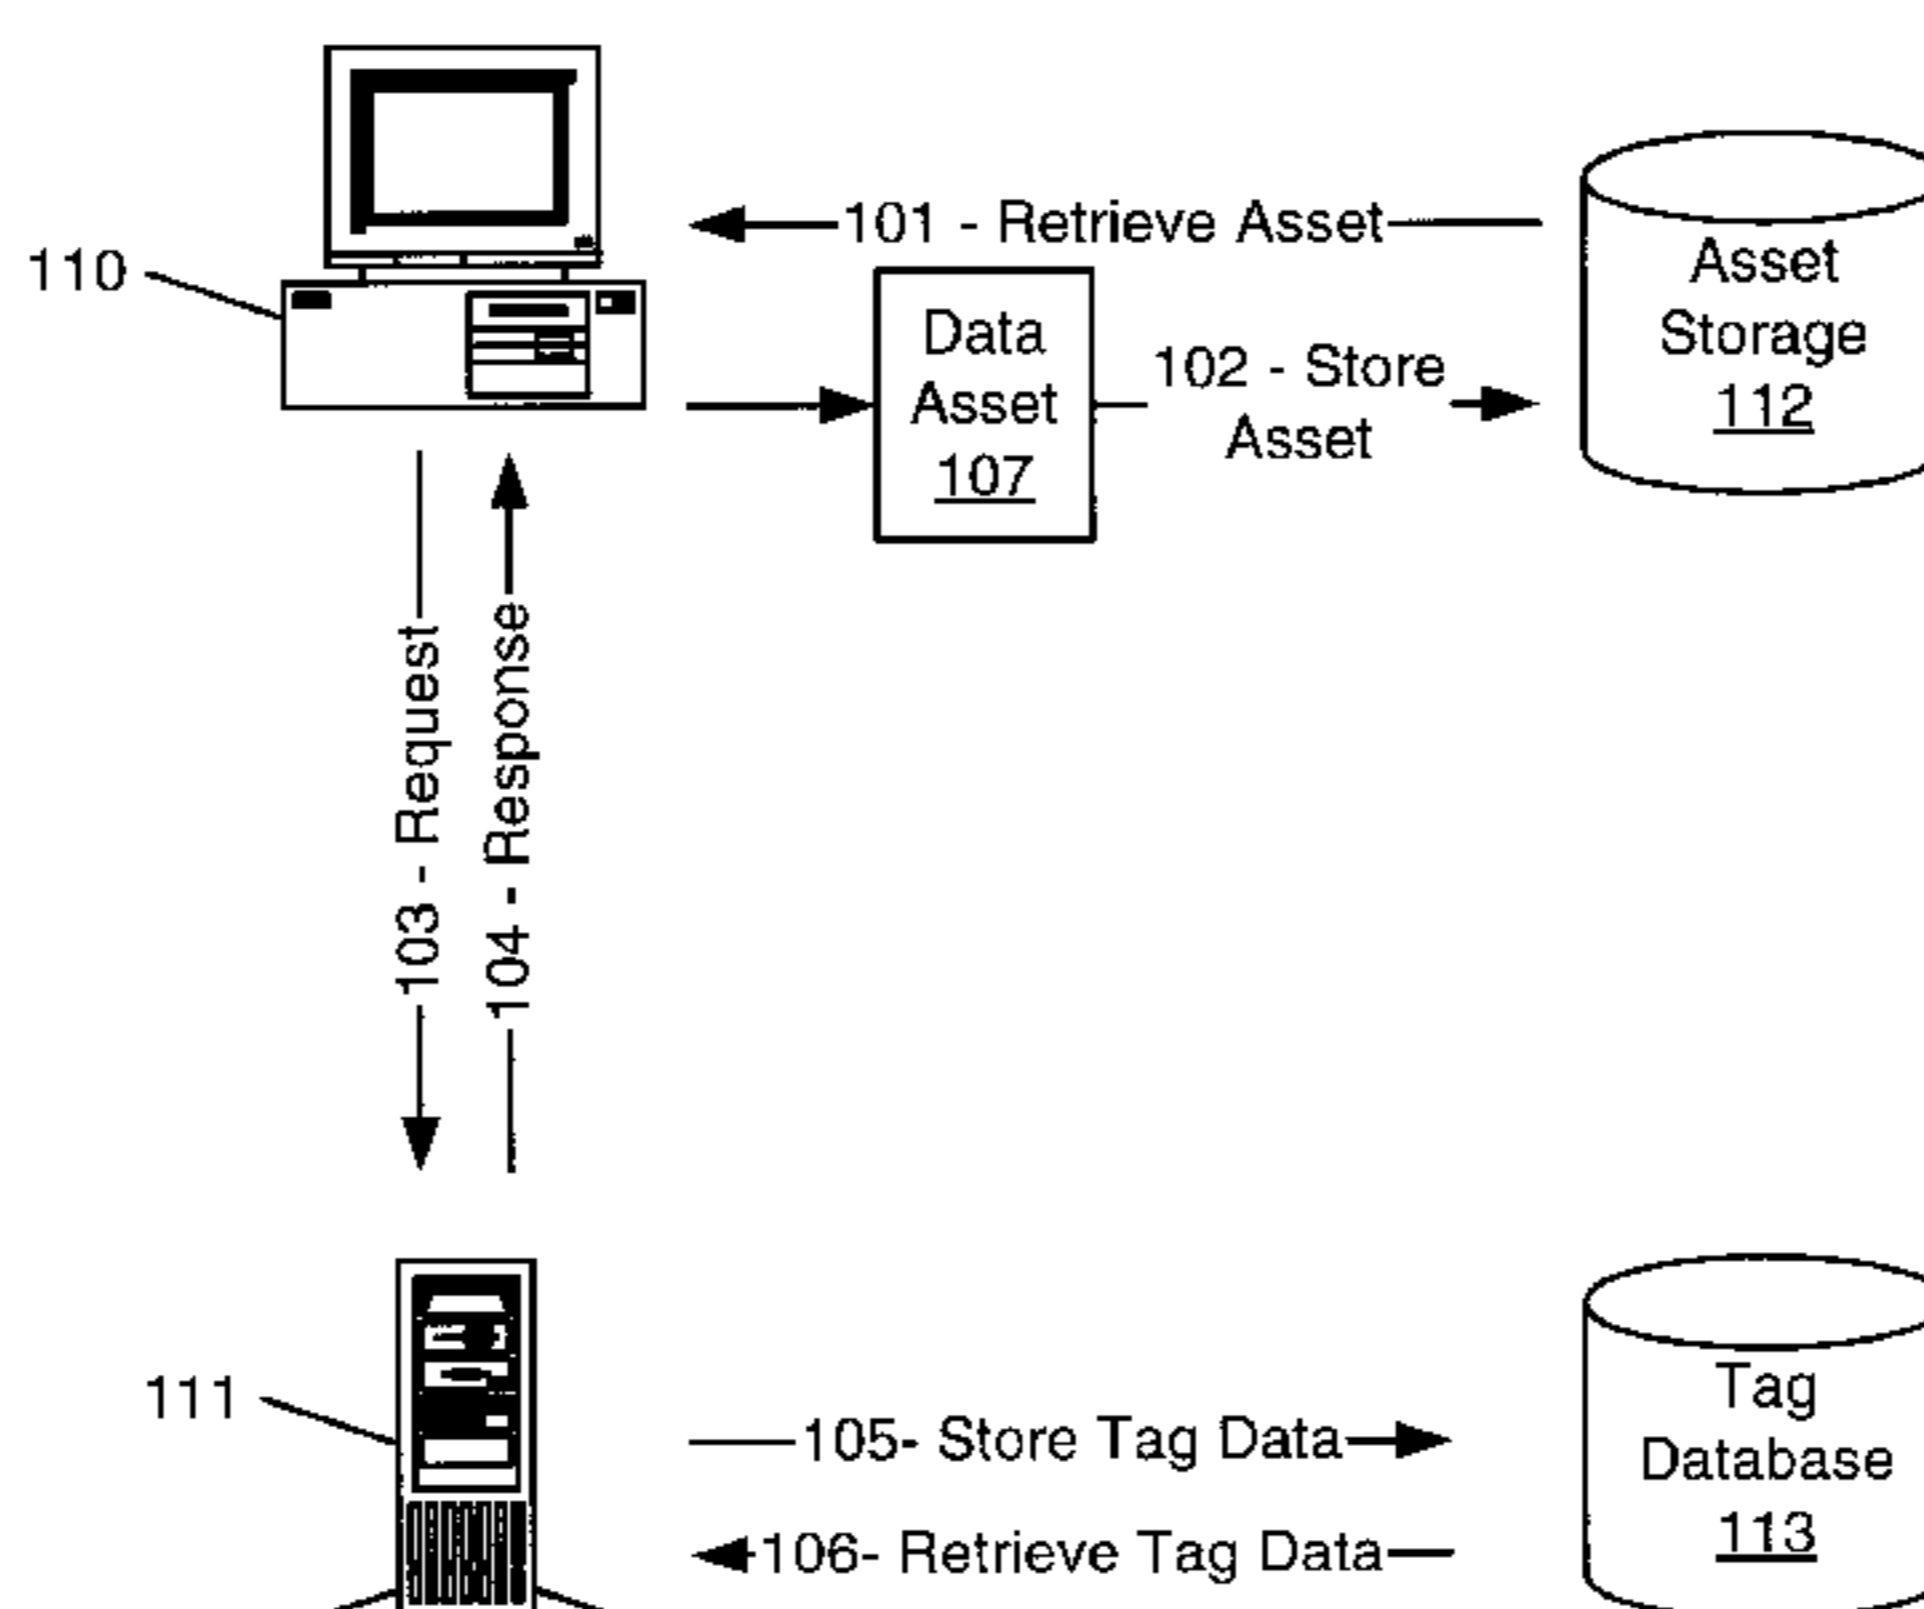 101 - Retrieve Asset
110
Data
Asset
107
102 - Store
Asset
Asset
Storage
112
103 - Request
104 - Response
111
105- Store Tag Data
106- Retrieve Tag Data
Tag
Database
113